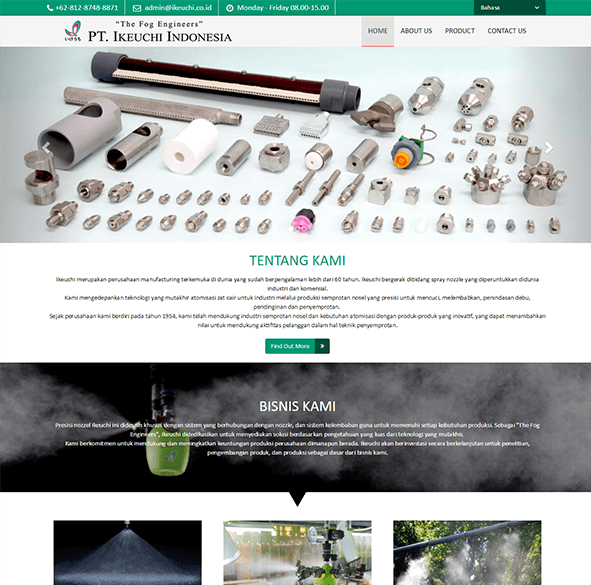 +62-812-8748-8871 admin@ikeuchi.co.id Monday - Friday 08.00-15.00 Bahasa
"The Fog Engineers"
いけうち PT. IKEUCHI INDONESIA
HOME ABOUT US PRODUCT CONTACT US
TENTANG KAMI
Ikeuchi merupakan perusahaan manufacturing terkemuka di dunia yang sudah berpengalaman lebih dari 60 tahun. Ikeuchi bergerak dibidang spray nozzle yang diperuntukkan didunia
industri dan komersial.
Kami mengedepankan teknologi yang mutakhir atomisasi zat cair untuk industri melalui produksi semprotan nosel yang presisi untuk mencuci, melembabkan, penindasan debu,
pendinginan dan penyemprotan.
Sejak perusahaan kami berdiri pada tahun 1954, kami telah mendukung industri semprotan nosel dan kebutuhan atomisasi dengan produk-produk yang inovatif, yang dapat menambahkan
nilai untuk mendukung aktifitas pelanggan dalam hal teknik penyemprotan.
Find Out More »
BISNIS KAMI
Presisi nozzel Ikeuchi ini didesain khusus dengan sistem yang berhubungan dengan nozzle, dan sistem kelembaban guna untuk memenuhi setiap kebutuhan produksi. Sebagai "The Fog
Engineers", Ikeuchi didedikasikan untuk menyediakan solusi berdasarkan pengetahuan yang luas dari teknologi yang mutakhir.
Kami berkomitmen untuk mendukung dan meningkatkan keuntungan produksi perusahaan dimanapun berada. Ikeuchi akan berinvestasi secara berkelanjutan untuk penelitian,
pengembangan produk, dan produksi sebagai dasar dari bisnis kami.